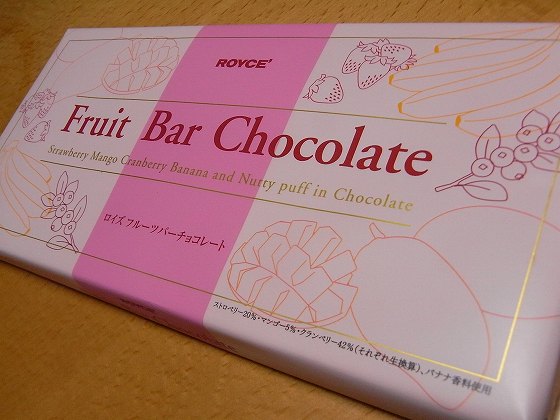 ROYCE'
Fruit Bar Chocolate
Strawberry Mango Cranberry Banana and Nutty puff in Chocolate
ロイズ フルーツバーチョコレート
ストロベリー20%・マンゴー5%・クランベリー42%(それぞれ生換算)、バナナ香料使用